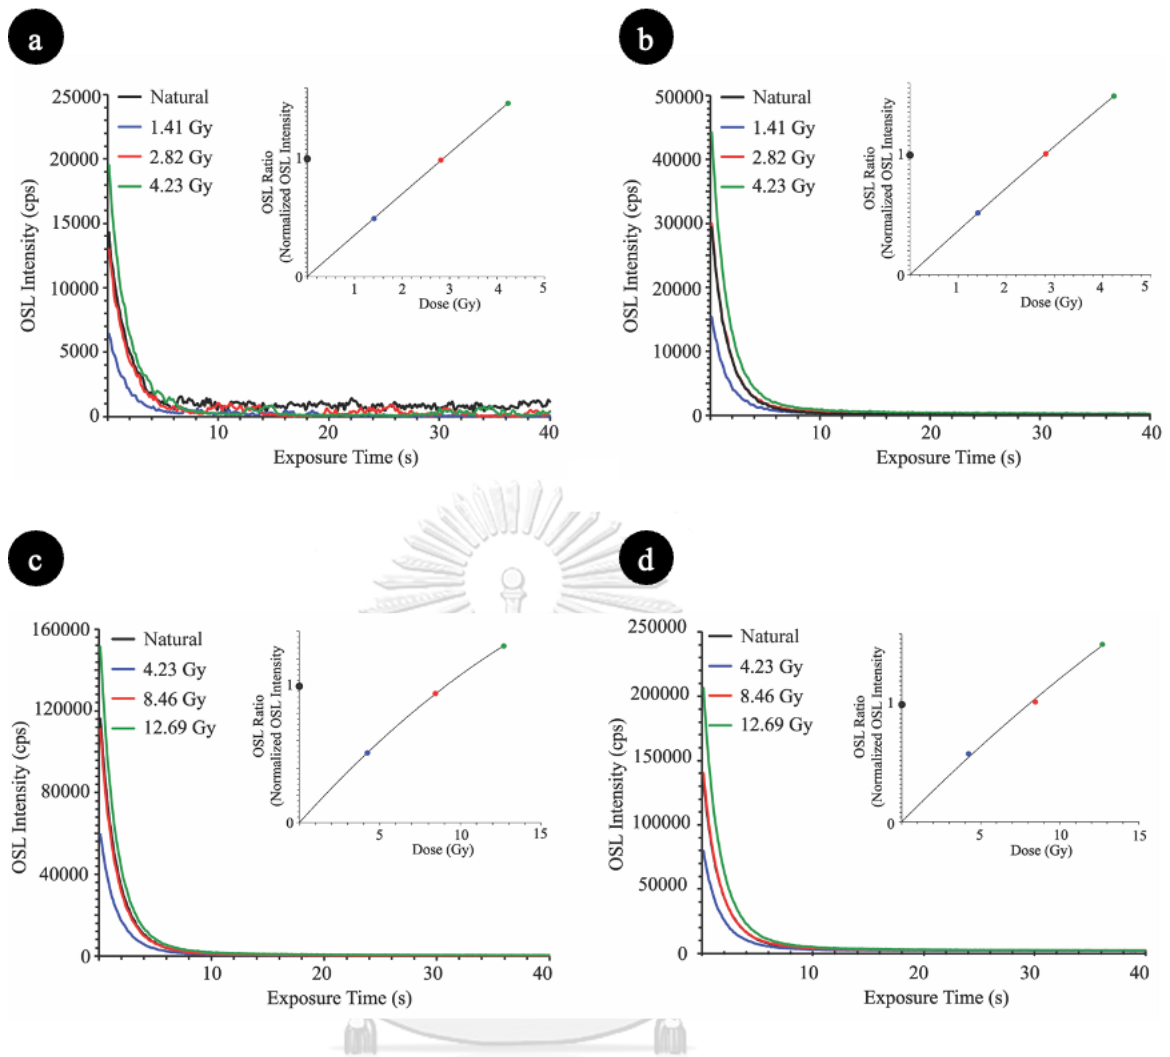 a
25000
20000
15000
10000
5000
0
OSL Intensity (cps)
Natural
1.41 Gy
2.82 Gy
4.23 Gy
OSL Ratio
(Normalized OSL Intensity
1
0
1 2 3 4 5
Dose (Gy)
10 20 30 40
Exposure Time (s)
b
50000
40000
30000
20000
10000
0
OSL Intensity (cps)
Natural
1.41 Gy
2.82 Gy
4.23 Gy
OSL Ratio
(Normalized OSL Intensity
1
0
1 2 3 4 5
Dose (Gy)
10 20 30 40
Exposure Time (s)
c
160000
120000
80000
40000
0
OSL Intensity (cps)
Natural
4.23 Gy
8.46 Gy
12.69 Gy
OSL Ratio
(Normalized OSL Intensity
1
0
5 10 15
Dose (Gy)
10 20 30 40
Exposure Time (s)
d
250000
200000
150000
100000
50000
0
OSL Intensity (cps)
Natural
4.23 Gy
8.46 Gy
12.69 Gy
OSL Ratio
(Normalized OSL Intensity
1
0
5 10 15
Dose (Gy)
10 20 30 40
Exposure Time (s)